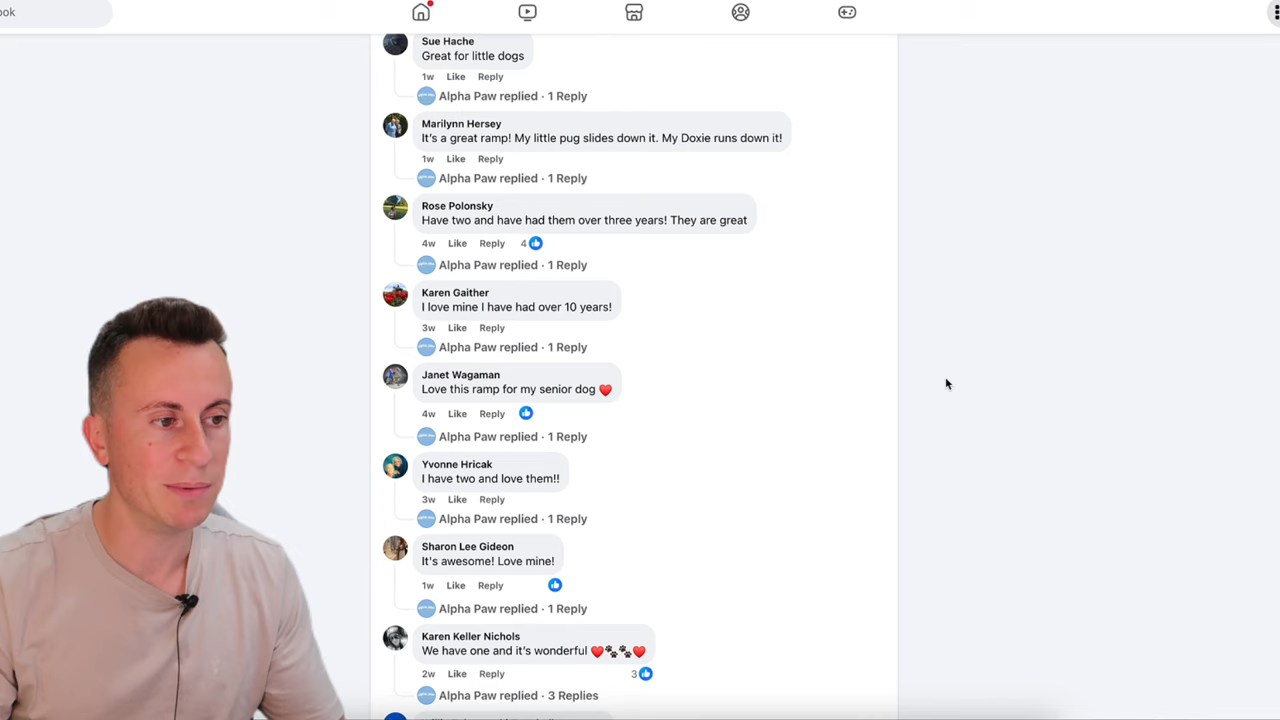 ook
Sue Hache
Great for little dogs
1w Like Reply
Alpha Paw replied · 1 Reply
Marilynn Hersey
It's a great ramp! My little pug slides down it. My Doxie runs down it!
1w Like Reply
Alpha Paw replied · 1 Reply
Rose Polonsky
Have two and have had them over three years! They are great
4w Like Reply 4
Alpha Paw replied · 1 Reply
Karen Gaither
I love mine I have had over 10 years!
3w Like Reply
Alpha Paw replied · 1 Reply
Janet Wagaman
Love this ramp for my senior dog ♥️
4w Like Reply
Alpha Paw replied · 1 Reply
Yvonne Hricak
I have two and love them!!
3w Like Reply
Alpha Paw replied · 1 Reply
Sharon Lee Gideon
It's awesome! Love mine!
1w Like Reply
Alpha Paw replied · 1 Reply
Karen Keller Nichols
We have one and it's wonderful ♥️🐾🐾♥️
2w Like Reply 3
Alpha Paw replied · 3 Replies